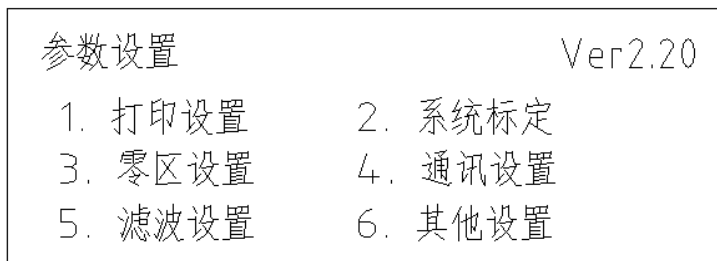 参数设置 Ver2.20
1. 打印设置 2. 系统标定
3. 零区设置 4. 通讯设置
5. 滤波设置 6. 其他设置